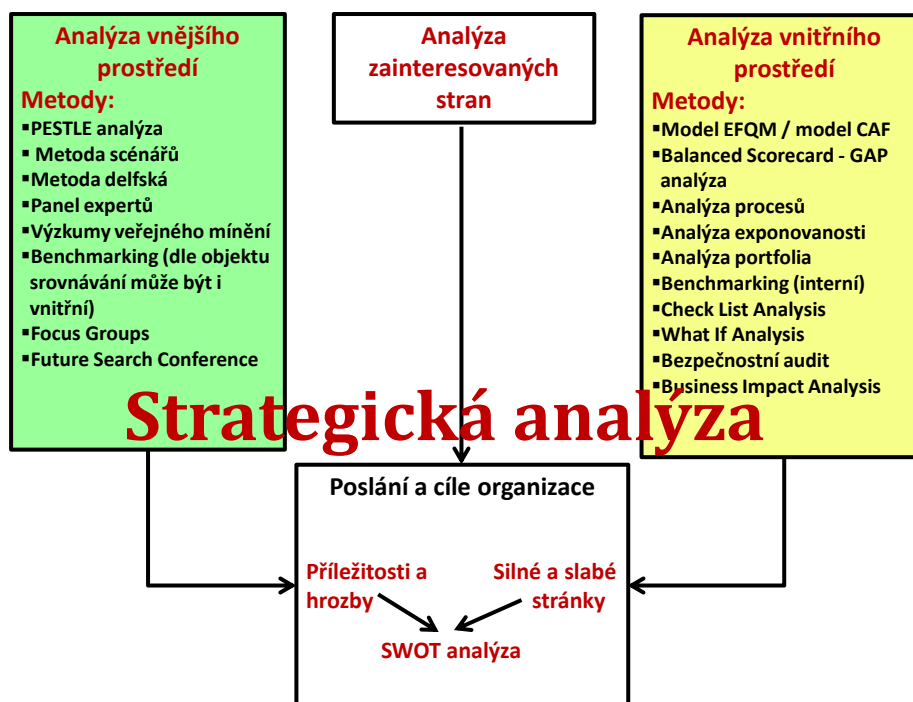 Analýza vnějšího
prostředí
Metody:
▪PESTLE analýza
▪ Metoda scénářů
▪Metoda delfská
▪Panel expertů
▪Výzkumy veřejného mínění
▪Benchmarking (dle objektu
srovnávání může být i
vnitřní)
▪Focus Groups
▪Future Search Conference
Analýza
zainteresovaných
stran
Analýza vnitřního
prostředí
Metody:
▪Model EFQM / model CAF
▪Balanced Scorecard - GAP
analýza
▪Analýza procesů
▪Analýza exponovanosti
▪Analýza portfolia
▪Benchmarking (interní)
▪Check List Analysis
▪What If Analysis
▪Bezpečnostní audit
▪Business Impact Analysis
Strategická analýza
Poslání a cíle organizace
Příležitosti a
hrozby
Silné a slabé
stránky
SWOT analýza